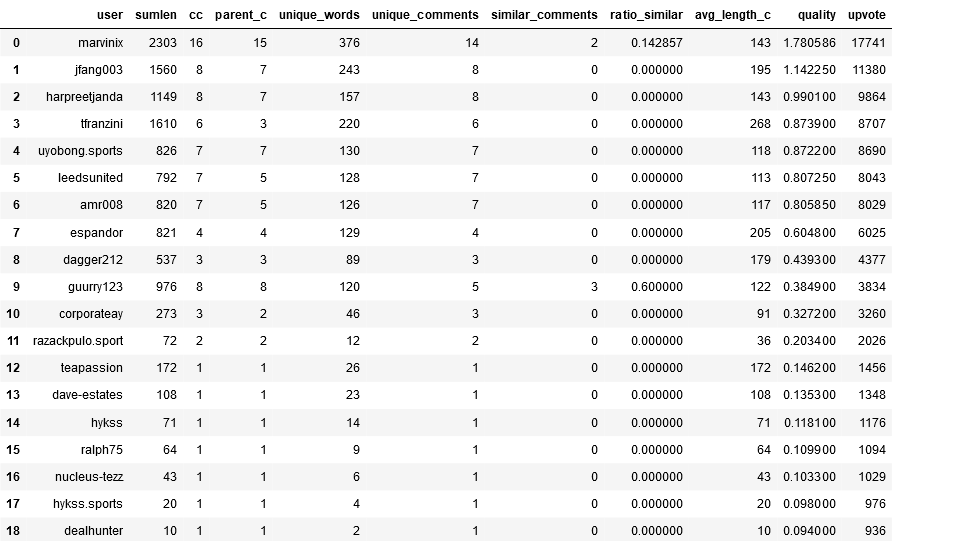 user sumlen cc parent_c unique_words unique_comments similar_comments ratio_similar avg_length_c quality upvote
0 marvinix 2303 16 15 376 14 2 0.142857 143 1.780586 17741
1 jfang003 1560 8 7 243 8 0 0.000000 195 1.142250 11380
2 harpreetjanda 1149 8 7 157 8 0 0.000000 143 0.990100 9864
3 tfranzini 1610 6 3 220 6 0 0.000000 268 0.873900 8707
4 uyobong.sports 826 7 7 130 7 0 0.000000 118 0.872200 8690
5 leedsunited 792 7 5 128 7 0 0.000000 113 0.807250 8043
6 amr008 820 7 5 126 7 0 0.000000 117 0.805850 8029
7 espandor 821 4 4 129 4 0 0.000000 205 0.604800 6025
8 dagger212 537 3 3 89 3 0 0.000000 179 0.439300 4377
9 guurry123 976 8 8 120 5 3 0.600000 122 0.384900 3834
10 corporateay 273 3 2 46 3 0 0.000000 91 0.327200 3260
11 razackpulo.sport 72 2 2 12 2 0 0.000000 36 0.203400 2026
12 teapassion 172 1 1 26 1 0 0.000000 172 0.146200 1456
13 dave-estates 108 1 1 23 1 0 0.000000 108 0.135300 1348
14 hykss 71 1 1 14 1 0 0.000000 71 0.118100 1176
15 ralph75 64 1 1 9 1 0 0.000000 64 0.109900 1094
16 nucleus-tezz 43 1 1 6 1 0 0.000000 43 0.103300 1029
17 hykss.sports 20 1 1 4 1 0 0.000000 20 0.098000 976
18 dealhunter 10 1 1 2 1 0 0.000000 10 0.094000 936